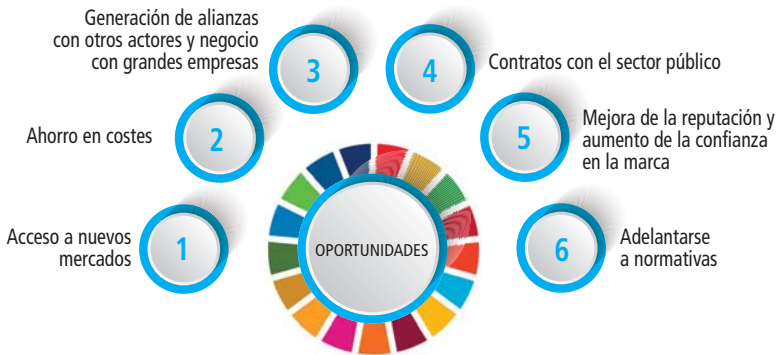 Generación de alianzas
con otros actores y negocio
con grandes empresas
3
4
Contratos con el sector público
Ahorro en costes
2
5
Mejora de la reputación y
aumento de la confianza
en la marca
Acceso a nuevos
mercados
1
OPORTUNIDADES
6
Adelantarse
a normativas